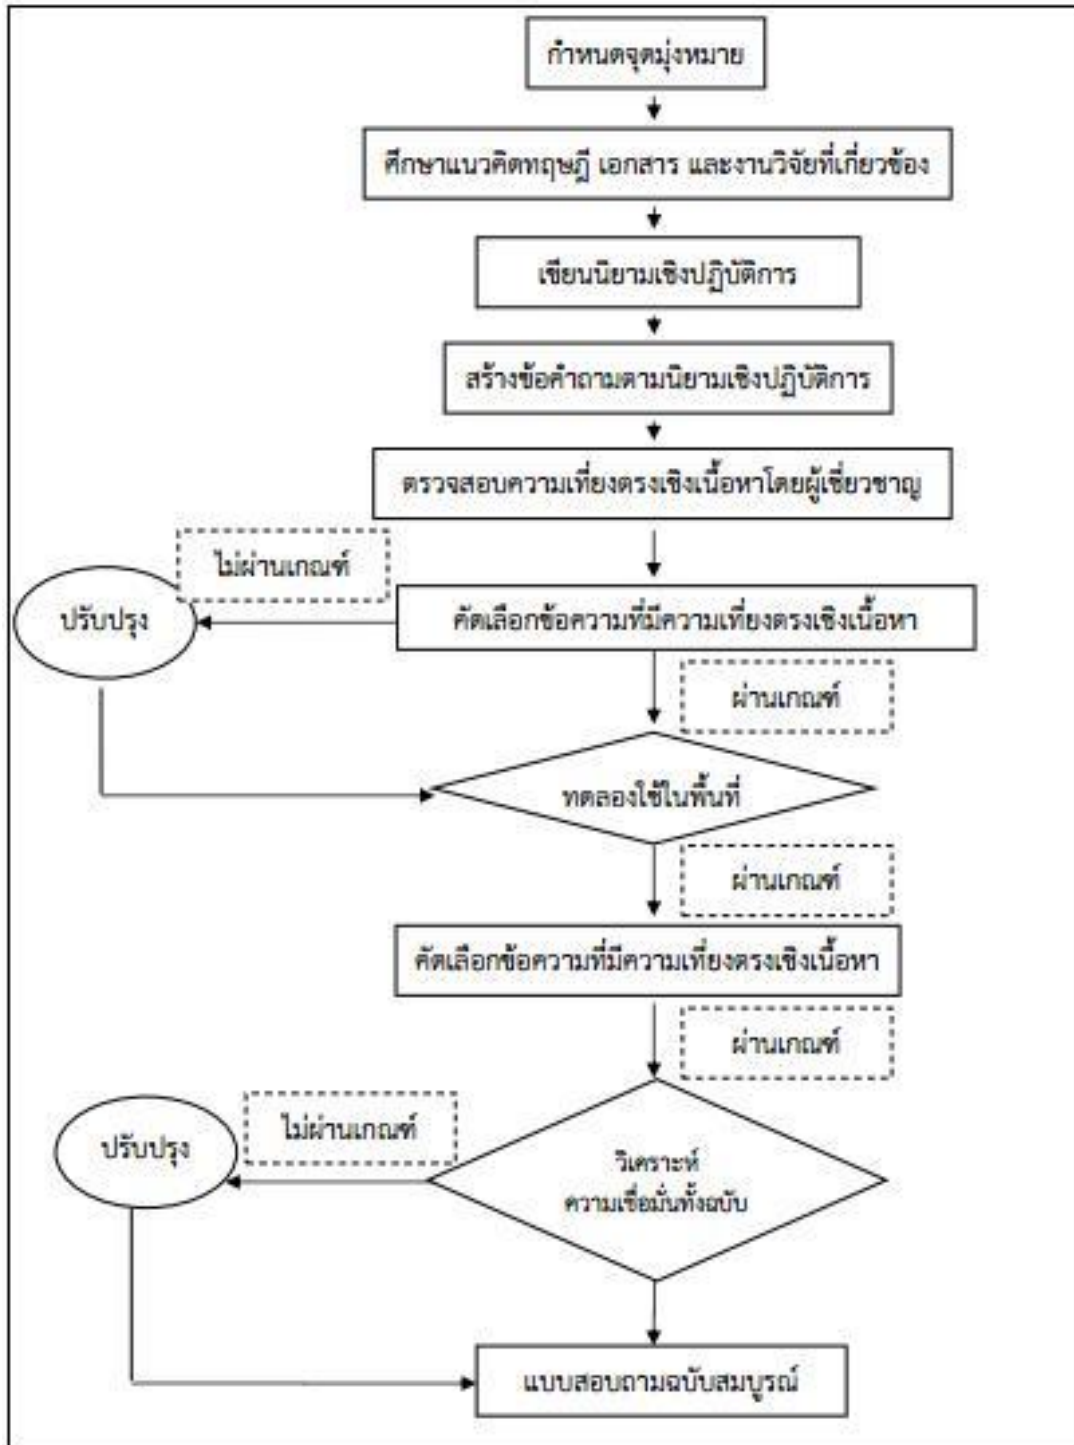 กำหนดจุดมุ่งหมาย
ศึกษาแนวคิดทฤษฎี เอกสาร และงานวิจัยที่เกี่ยวข้อง
เขียนนิยามเชิงปฏิบัติการ
สร้างข้อคำถามตามนิยามเชิงปฏิบัติการ
ตรวจสอบความเที่ยงตรงเชิงเนื้อหาโดยผู้เชี่ยวชาญ
ไม่ผ่านเกณฑ์
ปรับปรุง
คัดเลือกข้อความที่มีความเที่ยงตรงเชิงเนื้อหา
ผ่านเกณฑ์
ทดลองใช้ในพื้นที่
ผ่านเกณฑ์
คัดเลือกข้อความที่มีความเที่ยงตรงเชิงเนื้อหา
ผ่านเกณฑ์
ไม่ผ่านเกณฑ์
ปรับปรุง
วิเคราะห์
ความเชื่อมั่นทั้งฉบับ
แบบสอบถามฉบับสมบูรณ์